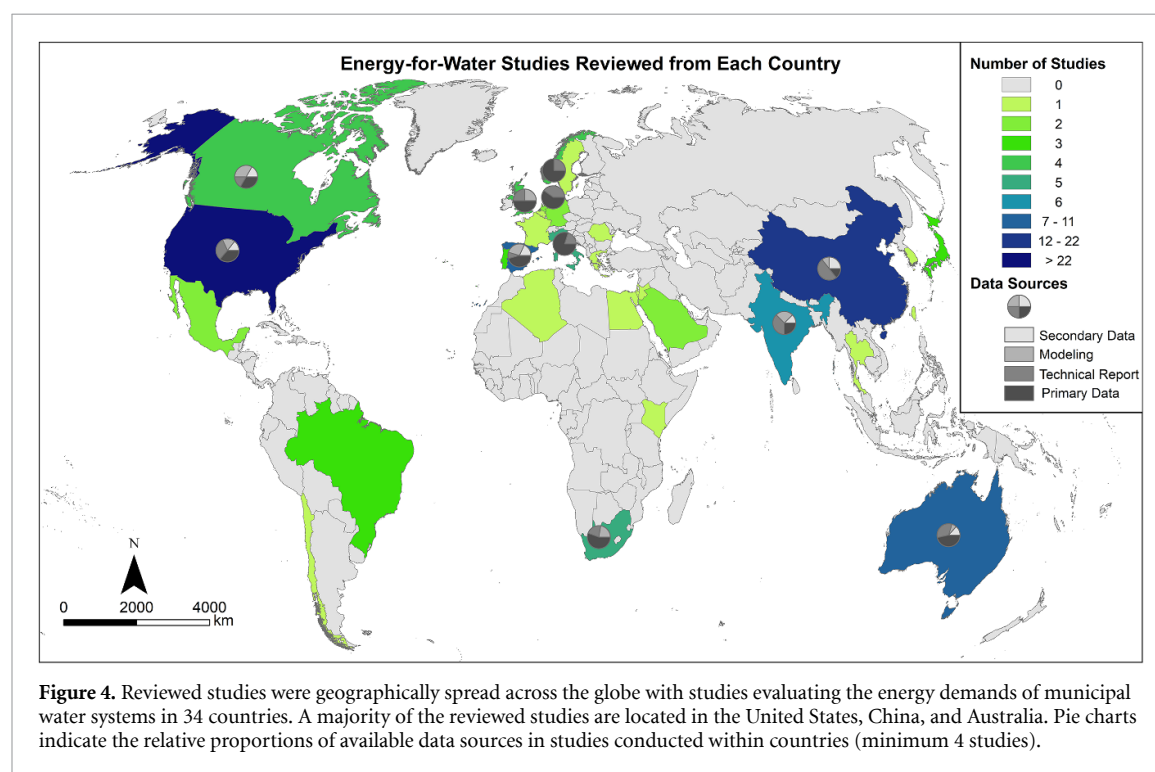 Energy-for-Water Studies Reviewed from Each Country
Number of Studies
0
1
2
3
4
5
6
7 - 11
12 - 22
> 22
Data Sources
Secondary Data
Modeling
Technical Report
Primary Data
N
0 2000 4000
km
Figure 4. Reviewed studies were geographically spread across the globe with studies evaluating the energy demands of municipal
water systems in 34 countries. A majority of the reviewed studies are located in the United States, China, and Australia. Pie charts
indicate the relative proportions of available data sources in studies conducted within countries (minimum 4 studies).